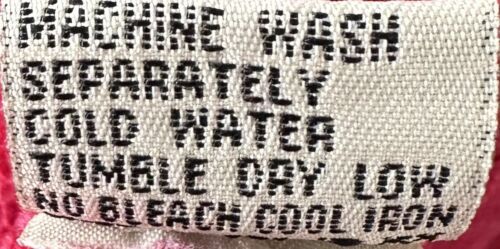 MACHINE WASH
SEPARATELY
COLD WATER
TUMBLE DRY LOW
NO BLEACH COOL IRON